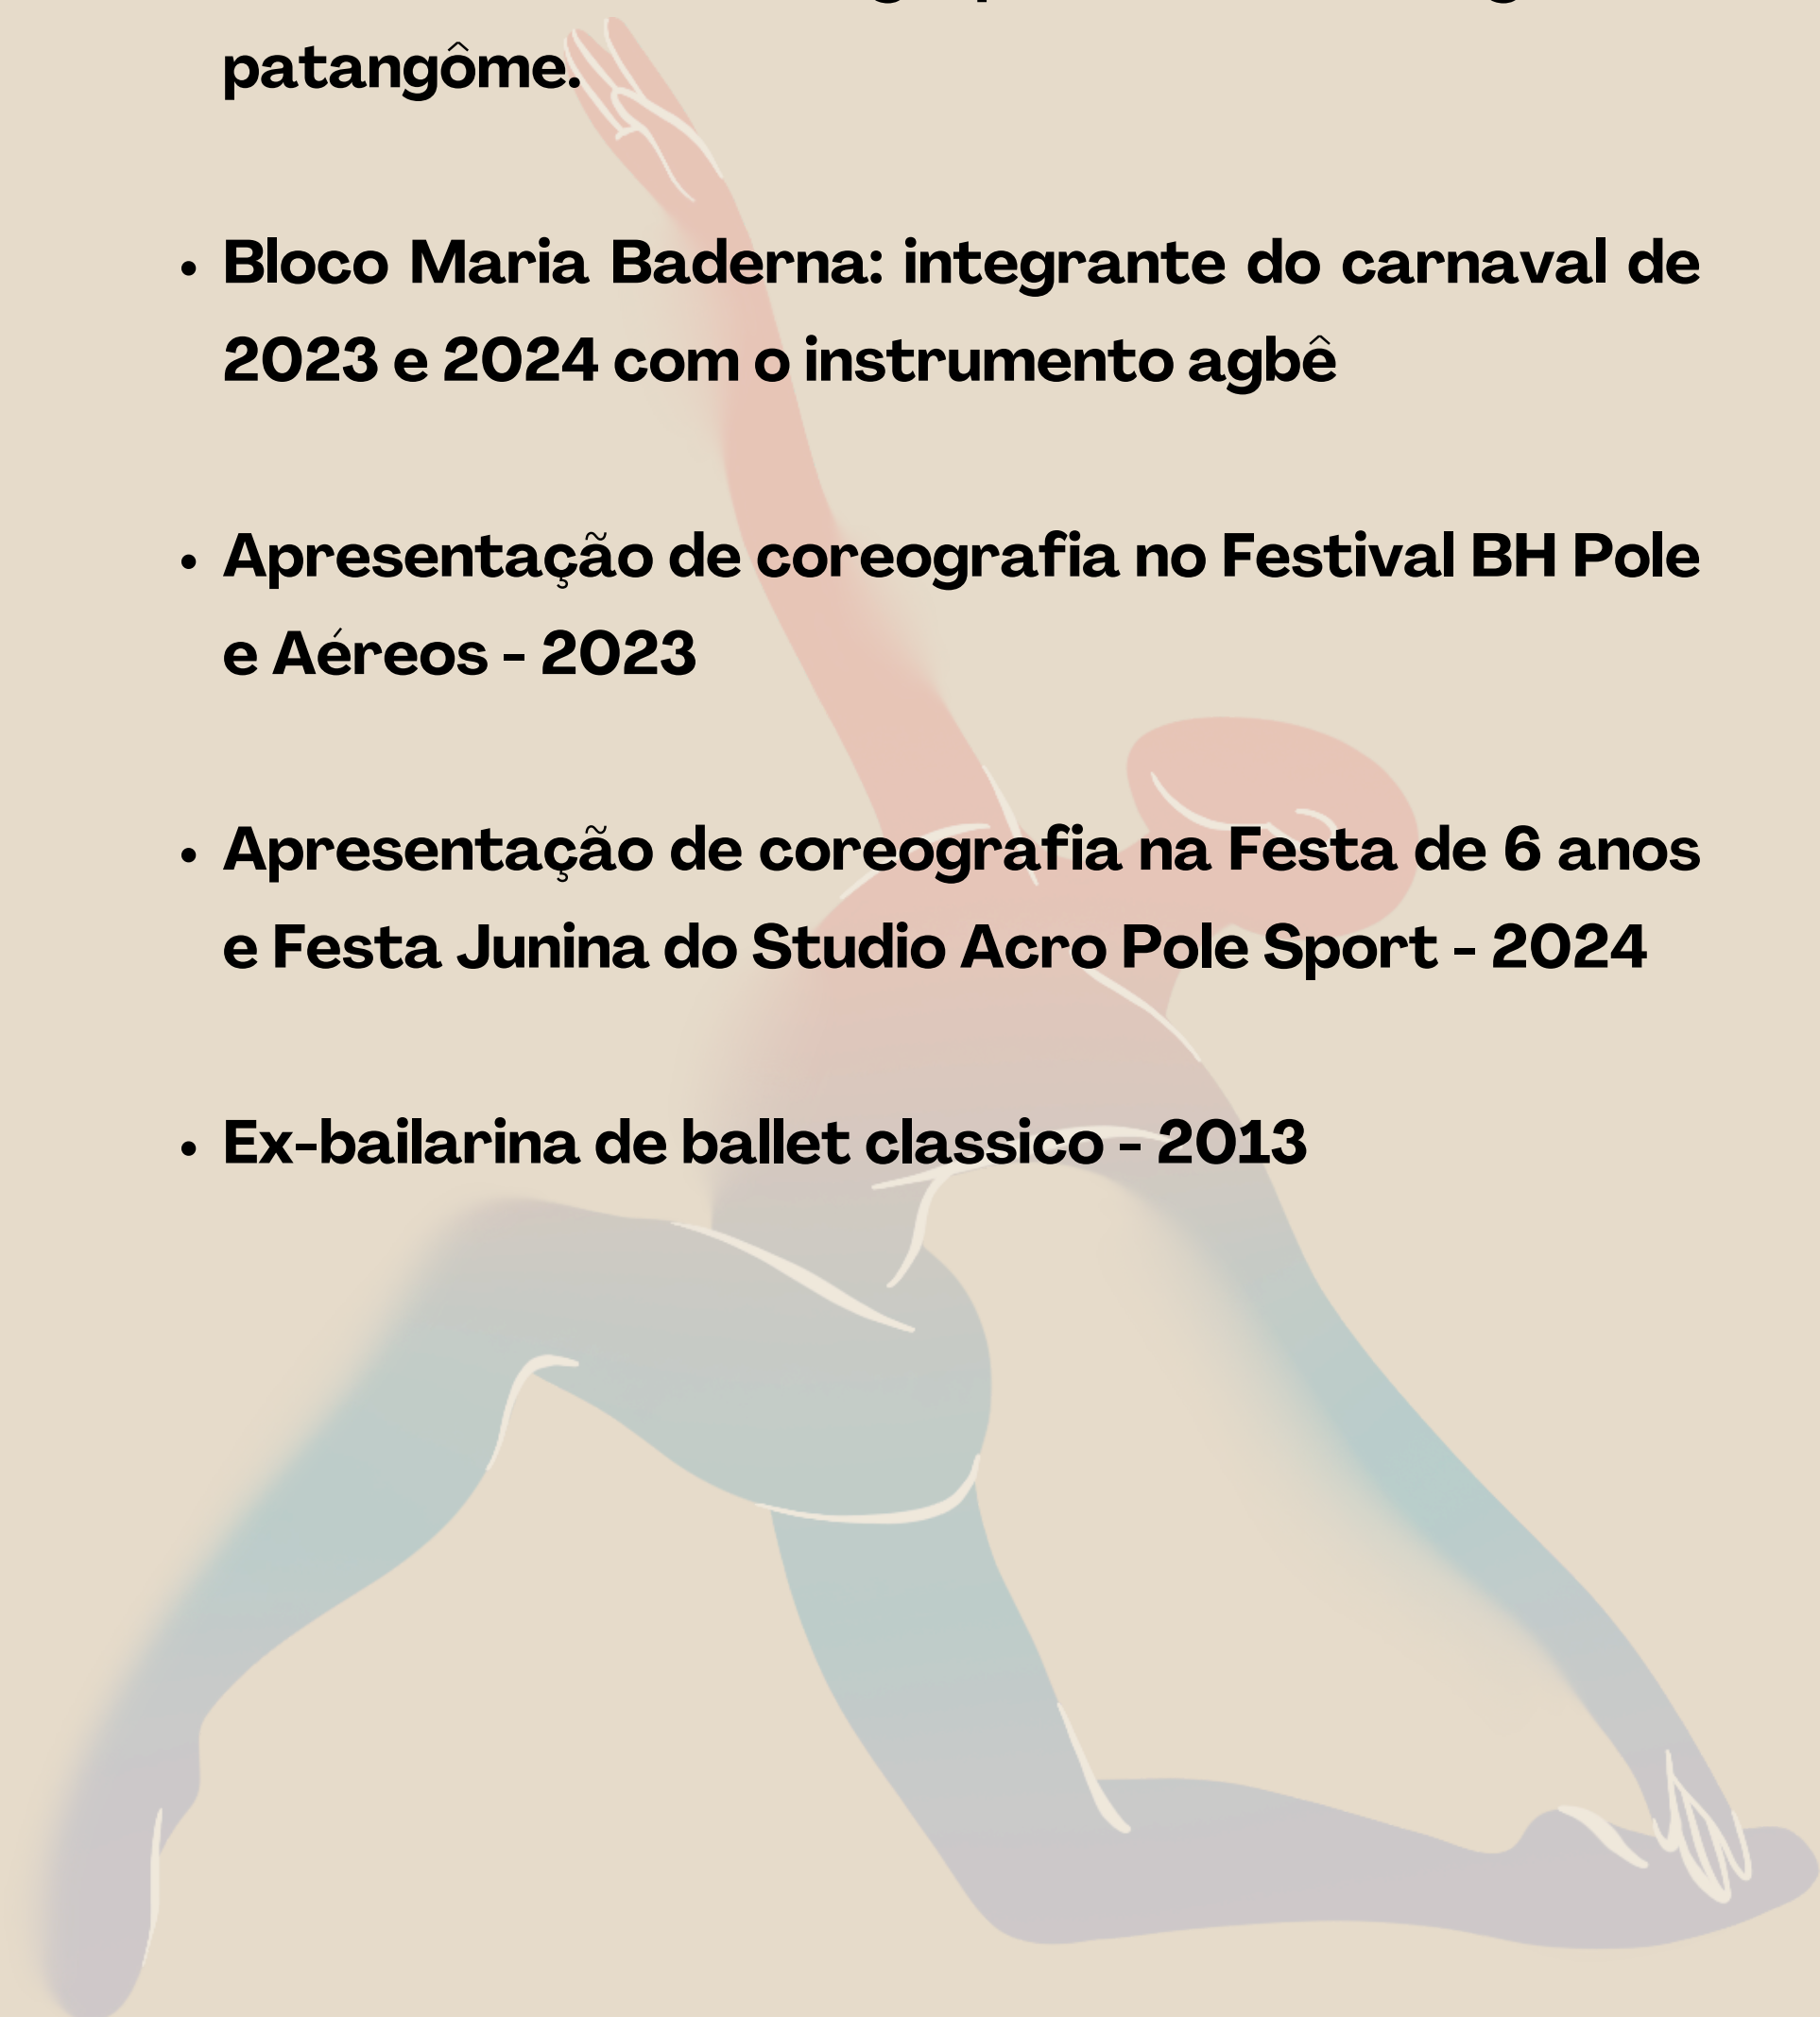 patangôme.
• Bloco Maria Baderna: integrante do carnaval de
2023 e 2024 com o instrumento agbê
• Apresentação de coreografia no Festival BH Pole
e Aéreos - 2023
• Apresentação de coreografia na Festa de 6 anos
e Festa Junina do Studio Acro Pole Sport - 2024
• Ex-bailarina de ballet classico - 2013